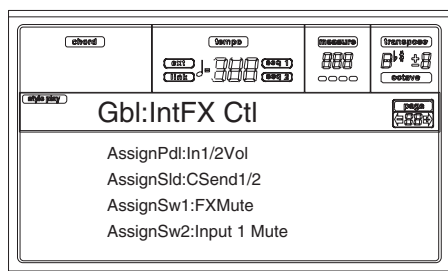 chord tempo measure transpose
ext seq 1
link seq 2
octave
style play
Gbl:IntFX Ctl
page
AssignPdl:In1/2Vol
AssignSld:CSend1/2
AssignSw1:FXMute
AssignSw2:Input 1 Mute